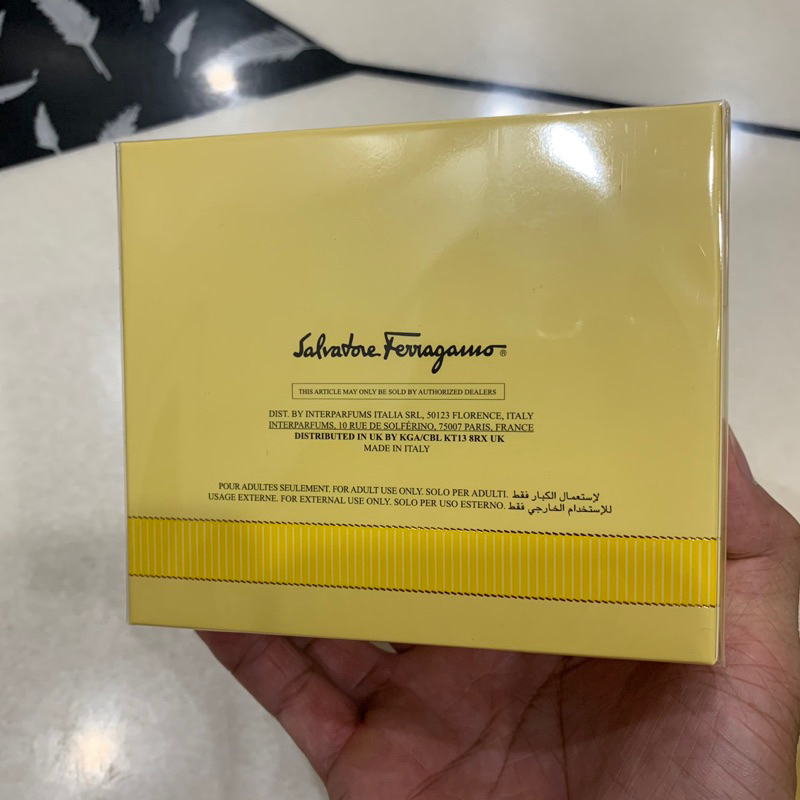 Salvatore Ferragamo®
THIS ARTICLE MAY ONLY BE SOLD BY AUTHORIZED DEALERS
DIST. BY INTERPARFUMS ITALIA SRL, 50123 FLORENCE, ITALY
INTERPARFUMS, 10 RUE DE SOLFÉRINO, 75007 PARIS, FRANCE
DISTRIBUTED IN UK BY KGA/CBL KT13 8RX UK
MADE IN ITALY
POUR ADULTES SEULEMENT. FOR ADULT USE ONLY. SOLO PER ADULTI. لاستعمال الكبار فقط
USAGE EXTERNE. FOR EXTERNAL USE ONLY. SOLO PER USO ESTERNO. للإستخدام الخارجي فقط